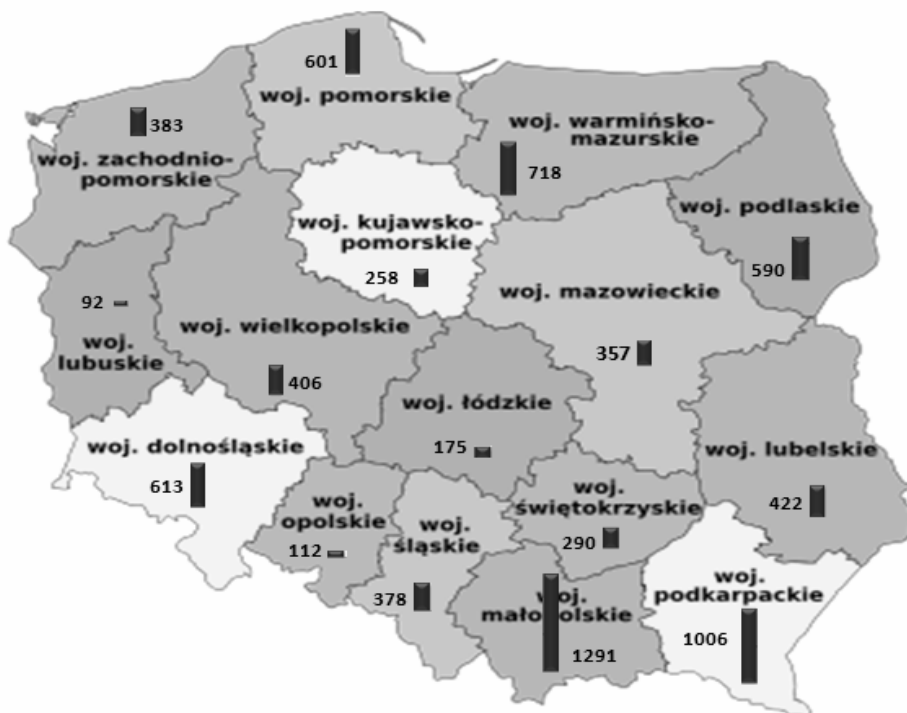 601
woj. pomorskie
383
woj. zachodnio-
pomorskie
woj. warmińsko-
mazurskie
718
woj. podlaskie
590
woj. kujawsko-
pomorskie
258
woj. mazowieckie
357
92
woj.
lubuskie
woj. wielkopolskie
406
woj. łódzkie
175
woj. dolnośląskie
613
woj. lubelskie
422
woj.
opolskie
112
woj.
śląskie
378
woj.
świętokrzyskie
290
woj.
małopolskie
1291
woj.
podkarpackie
1006